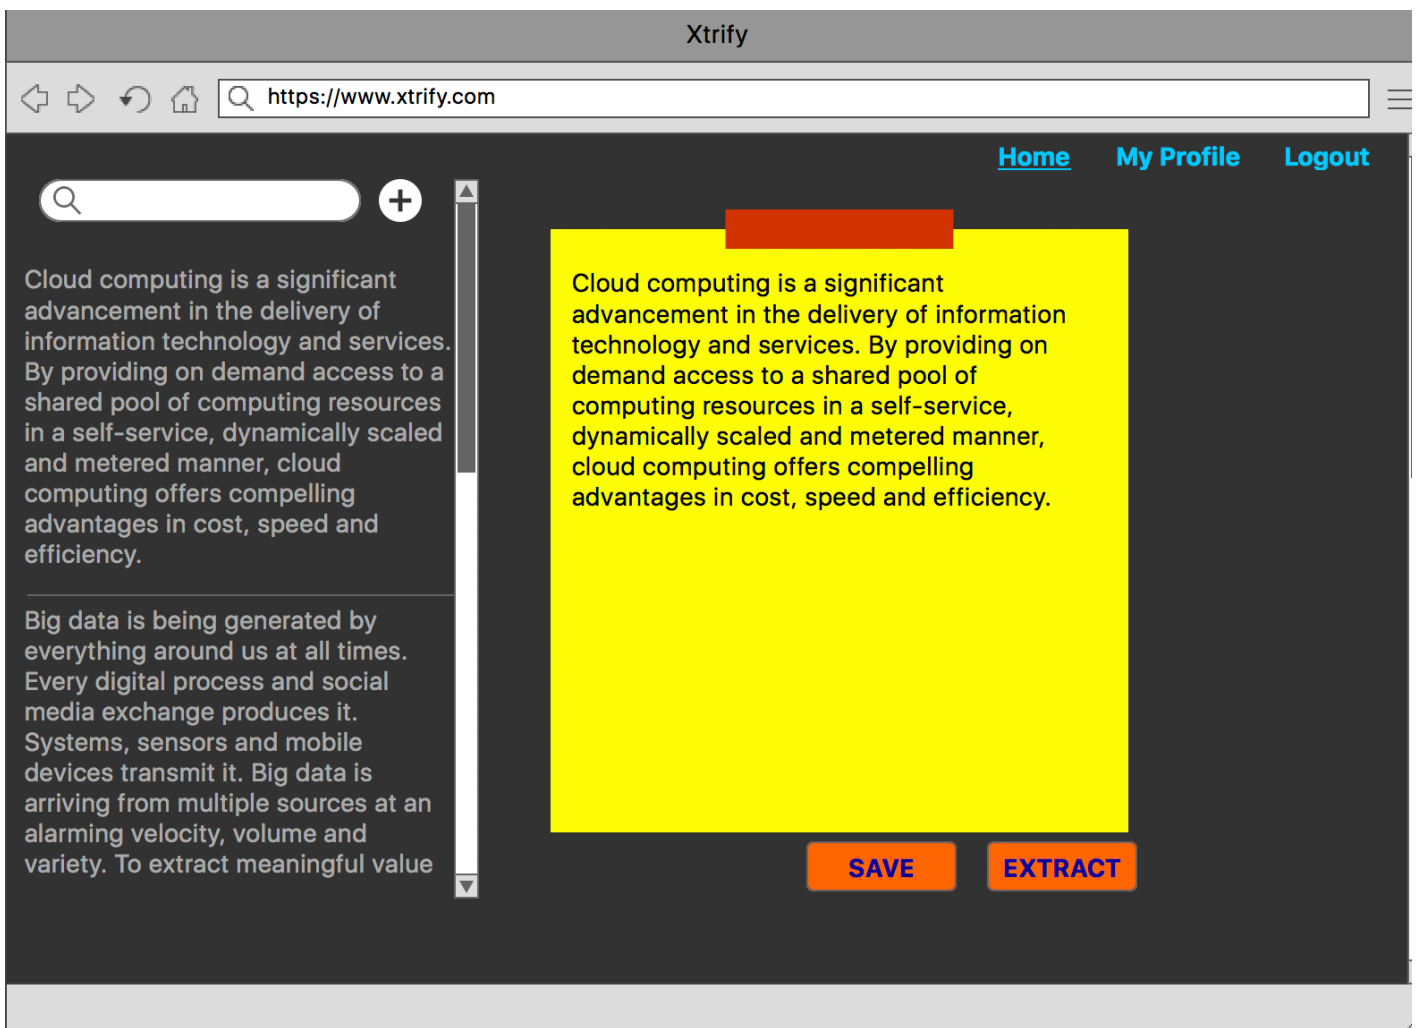 Xtrify
https://www.xtrify.com
Home My Profile Logout
Cloud computing is a significant
advancement in the delivery of
information technology and services.
By providing on demand access to a
shared pool of computing resources
in a self-service, dynamically scaled
and metered manner, cloud
computing offers compelling
advantages in cost, speed and
efficiency.
Big data is being generated by
everything around us at all times.
Every digital process and social
media exchange produces it.
Systems, sensors and mobile
devices transmit it. Big data is
arriving from multiple sources at an
alarming velocity, volume and
variety. To extract meaningful value
Cloud computing is a significant
advancement in the delivery of information
technology and services. By providing on
demand access to a shared pool of
computing resources in a self-service,
dynamically scaled and metered manner,
cloud computing offers compelling
advantages in cost, speed and efficiency.
SAVE EXTRACT